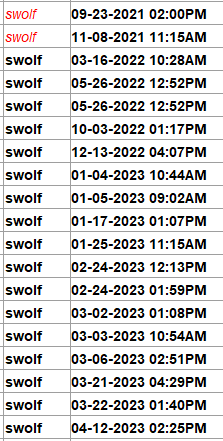 swolf 09-23-2021 02:00PM
swolf 11-08-2021 11:15AM
swolf 03-16-2022 10:28AM
swolf 05-26-2022 12:52PM
swolf 05-26-2022 12:52PM
swolf 10-03-2022 01:17PM
swolf 12-13-2022 04:07PM
swolf 01-04-2023 10:44AM
swolf 01-05-2023 09:02AM
swolf 01-17-2023 01:07PM
swolf 01-25-2023 11:15AM
swolf 02-24-2023 12:13PM
swolf 02-24-2023 01:59PM
swolf 03-02-2023 01:08PM
swolf 03-03-2023 10:54AM
swolf 03-06-2023 02:51PM
swolf 03-21-2023 04:29PM
swolf 03-22-2023 01:40PM
swolf 04-12-2023 02:25PM